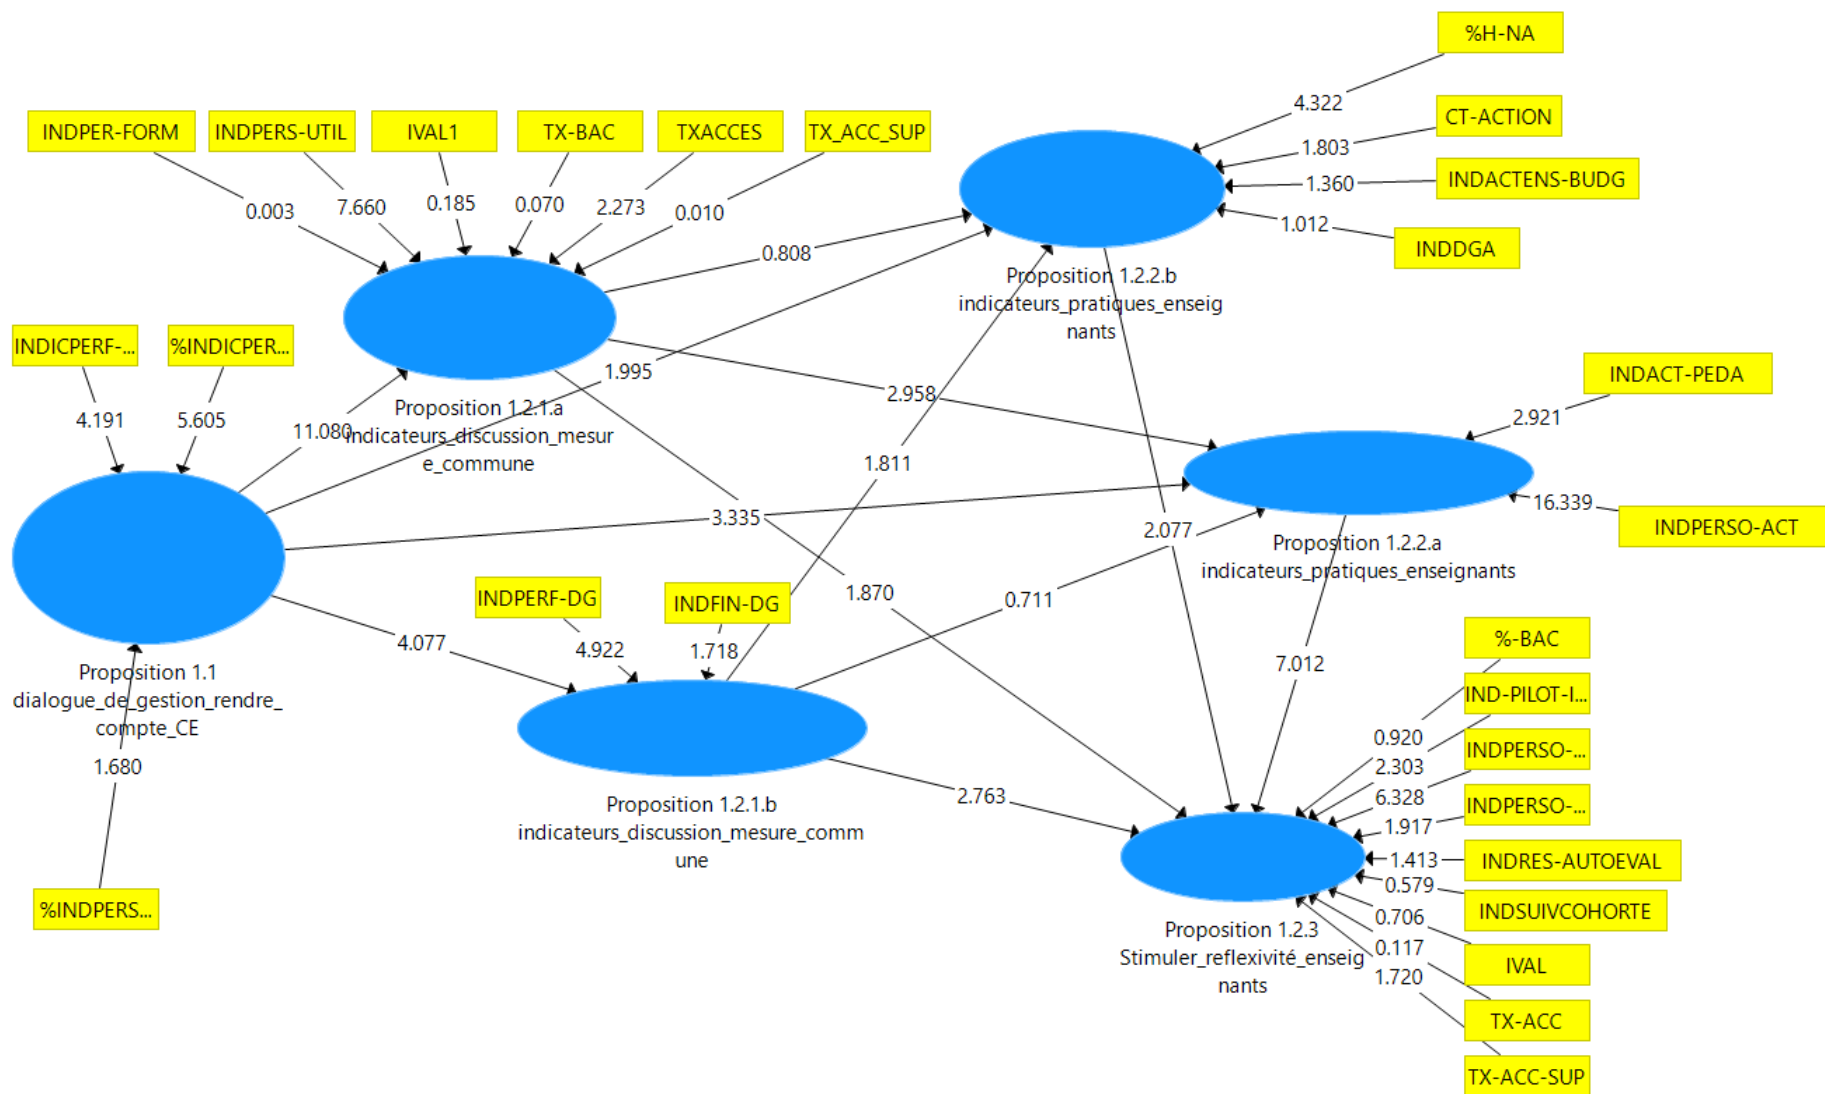 %H-NA
4.322
CT-ACTION
1.803
INDACTENS-BUDG
1.360
INDDGA
1.012
INDPER-FORM
INDPERS-UTIL
IVAL1
TX-BAC
TXACCES
TX_ACC_SUP
0.003
7.660
0.185
0.070
2.273
0.010
0.808
Proposition 1.2.2.b
indicateurs_pratiques_enseig
nants
INDICPERF-...
%INDICPER...
4.191
5.605
11.080
1.995
2.958
Proposition 1.2.1.a
indicateurs_discussion_mesur
e_commune
INDACT-PEDA
2.921
16.339
INDPERSO-ACT
1.811
3.335
2.077
Proposition 1.2.2.a
indicateurs_pratiques_enseignants
1.870
0.711
INDPERF-DG
INDFIN-DG
4.922
1.718
4.077
7.012
Proposition 1.1
dialogue_de_gestion_rendre_
compte_CE
1.680
%INDPERS...
Proposition 1.2.1.b
indicateurs_discussion_mesure_comm
une
2.763
%-BAC
IND-PILOT-I...
0.920
INDPERSO-...
2.303
6.328
INDPERSO-...
1.917
INDRES-AUTOEVAL
1.413
0.579
INDSUIVCOHORTE
0.706
0.117
IVAL
1.720
TX-ACC
TX-ACC-SUP
Proposition 1.2.3
Stimuler_reflexivité_enseig
nants